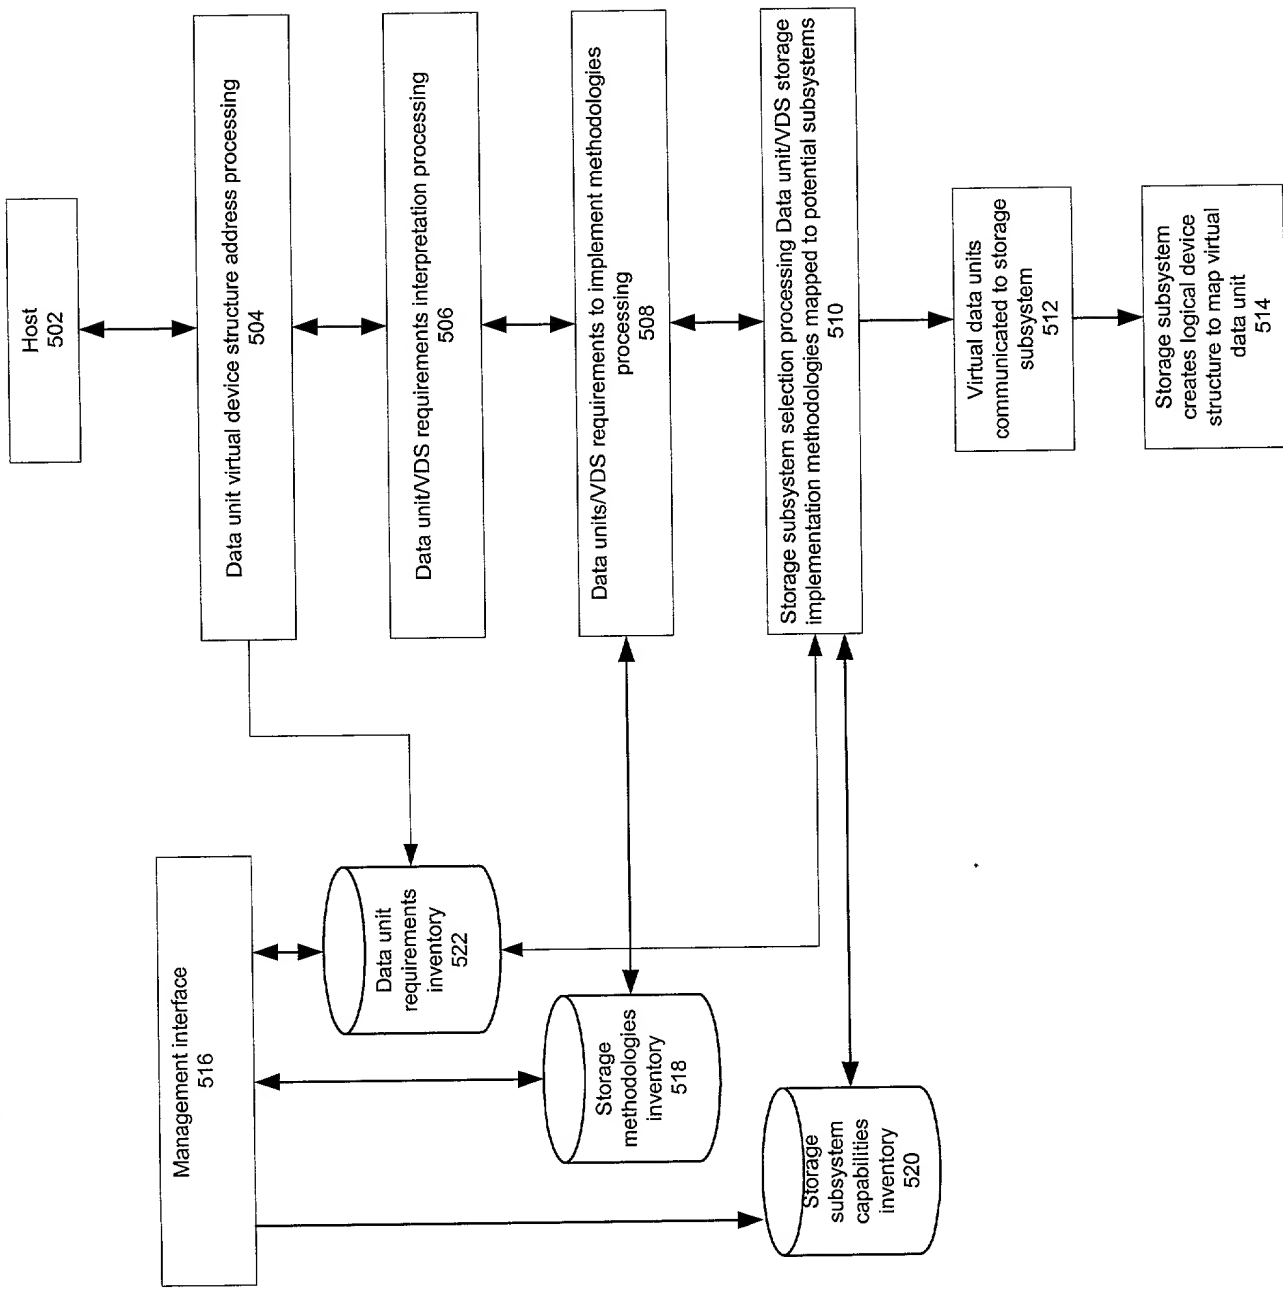 Host
502
Data unit virtual device structure address processing
504
Data unit/VDS requirements interpretation processing
506
Data units/VDS requirements to implement methodologies
processing
508
Storage subsystem selection processing Data unit/VDS storage
implementation methodologies mapped to potential subsystems
510
Virtual data units
communicated to storage
subsystem
512
Storage subsystem
creates logical device
structure to map virtual
data unit
514
Management interface
516
Data unit
requirements
inventory
522
Storage
methodologies
inventory
518
Storage
subsystem
capabilities
inventory
520